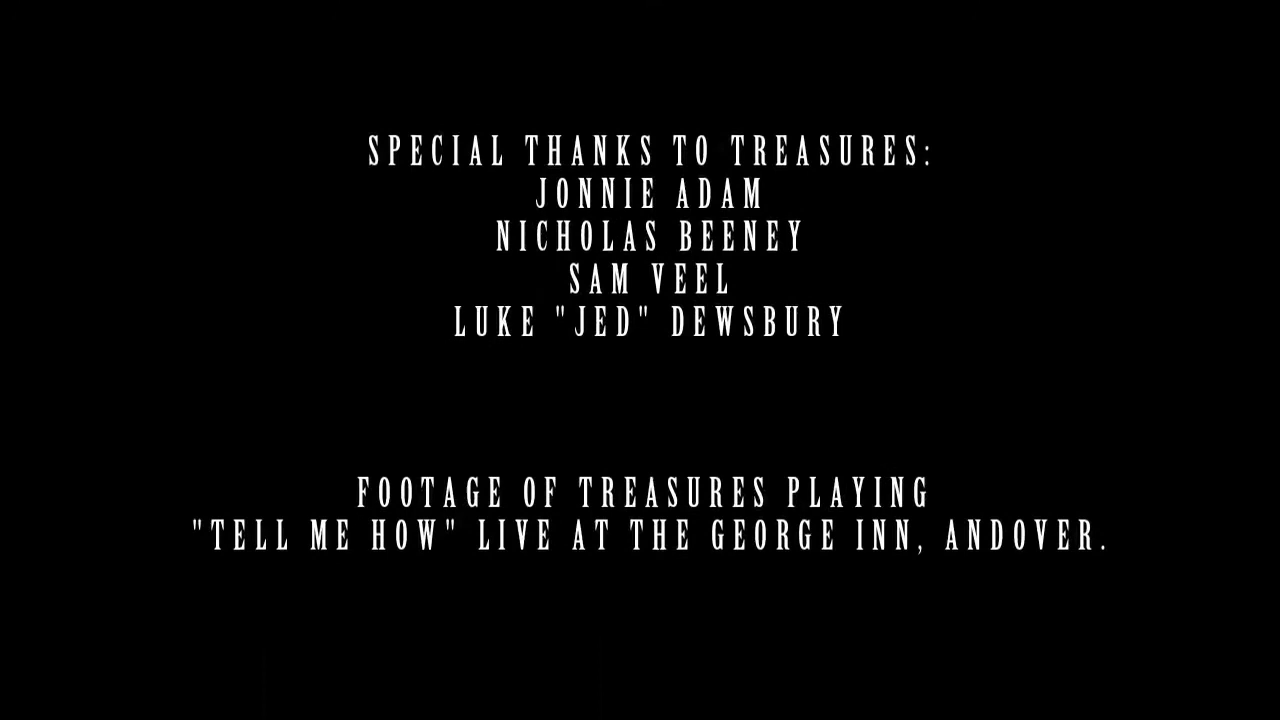 SPECIAL THANKS TO TREASURES:
JONNIE ADAM
NICHOLAS BEENEY
SAM VEEL
LUKE "JED" DEWSBURY
FOOTAGE OF TREASURES PLAYING
"TELL ME HOW" LIVE AT THE GEORGE INN, ANDOVER.